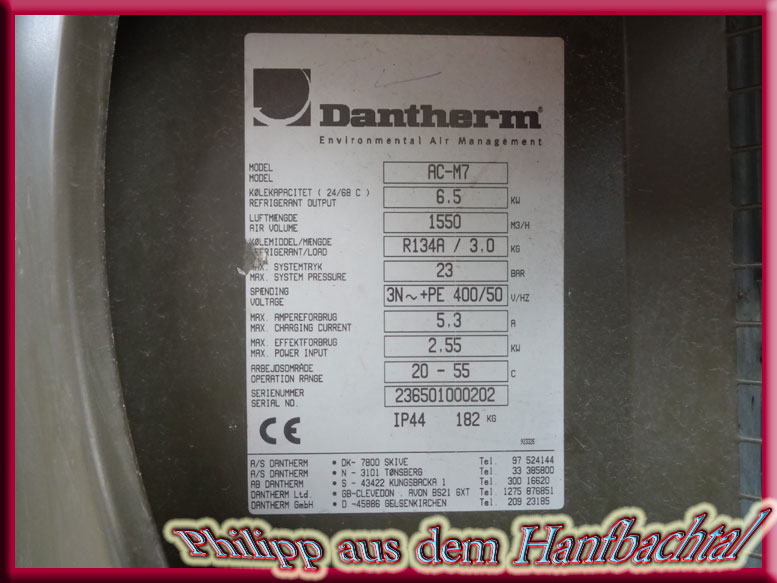 Dantherm®
Environmental Air Management
MODEL
MODEL
AC-M7
KØLEKAPACITET ( 24/68 C )
REFRIGERANT OUTPUT
6.5 KW
LUFTMÆNGDE
AIR VOLUME
1550 M3/H
KØLEMIDDEL/MÆNGDE
REFRIGERANT/LOAD
R134A / 3.0 KG
MAX. SYSTEMTRYK
MAX. SYSTEM PRESSURE
23 BAR
SPÆNDING
VOLTAGE
3N~+PE 400/50 V/HZ
MAX. AMPEREFORBRUG
MAX. CHARGING CURRENT
5.3 A
MAX. EFFEKTFORBRUG
MAX. POWER INPUT
2.55 KW
ARBEJDSOMRÅDE
OPERATION RANGE
20 - 55 C
SERIENUMMER
SERIAL NO.
236501000202
CE IP44 182 KG
A/S DANTHERM • DK- 7800 SKIVE Tel. 97 524144
A/S DANTHERM • N - 3101 TØNSBERG Tel. 33 385800
AB DANTHERM • S - 43422 KUNGSBACKA 1 Tel. 300 16620
DANTHERM Ltd. • GB-CLEVEDON . AVON BS21 6XT Tel. 1275 876851
DANTHERM GmbH • D -45886 GELSENKIRCHEN Tel. 209 23185
Philipp aus dem Hanfbachtal